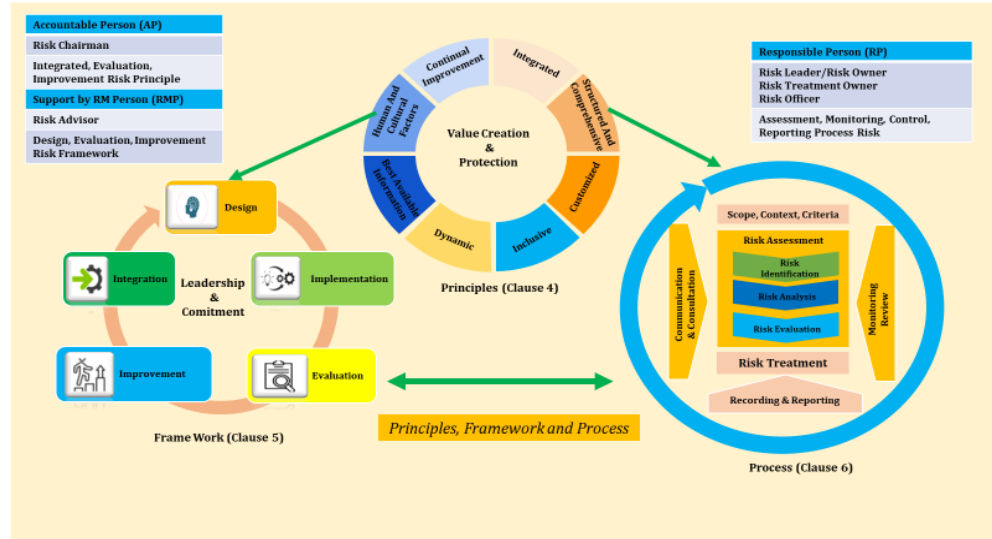 Accountable Person (AP)
Risk Chairman
Integrated, Evaluation,
Improvement Risk Principle
Support by RM Person (RMP)
Risk Advisor
Design, Evaluation, Improvement
Risk Framework
Continual
Improvement
Integrated
Structured And
Comprehensive
Customized
Inclusive
Dynamic
Best Available
Information
Human And
Cultural
Factors
Value Creation
&
Protection
Principles (Clause 4)
Responsible Person (RP)
Risk Leader/Risk Owner
Risk Treatment Owner
Risk Officer
Assessment, Monitoring, Control,
Reporting Process Risk
Design
Integration
Leadership
&
Comitment
Implementation
Improvement
Evaluation
Frame Work (Clause 5)
Principles, Framework and Process
Scope, Context, Criteria
Communication
& Consultation
Risk Assessment
Risk
Identification
Risk Analysis
Risk Evaluation
Monitoring
Review
Risk Treatment
Recording & Reporting
Process (Clause 6)